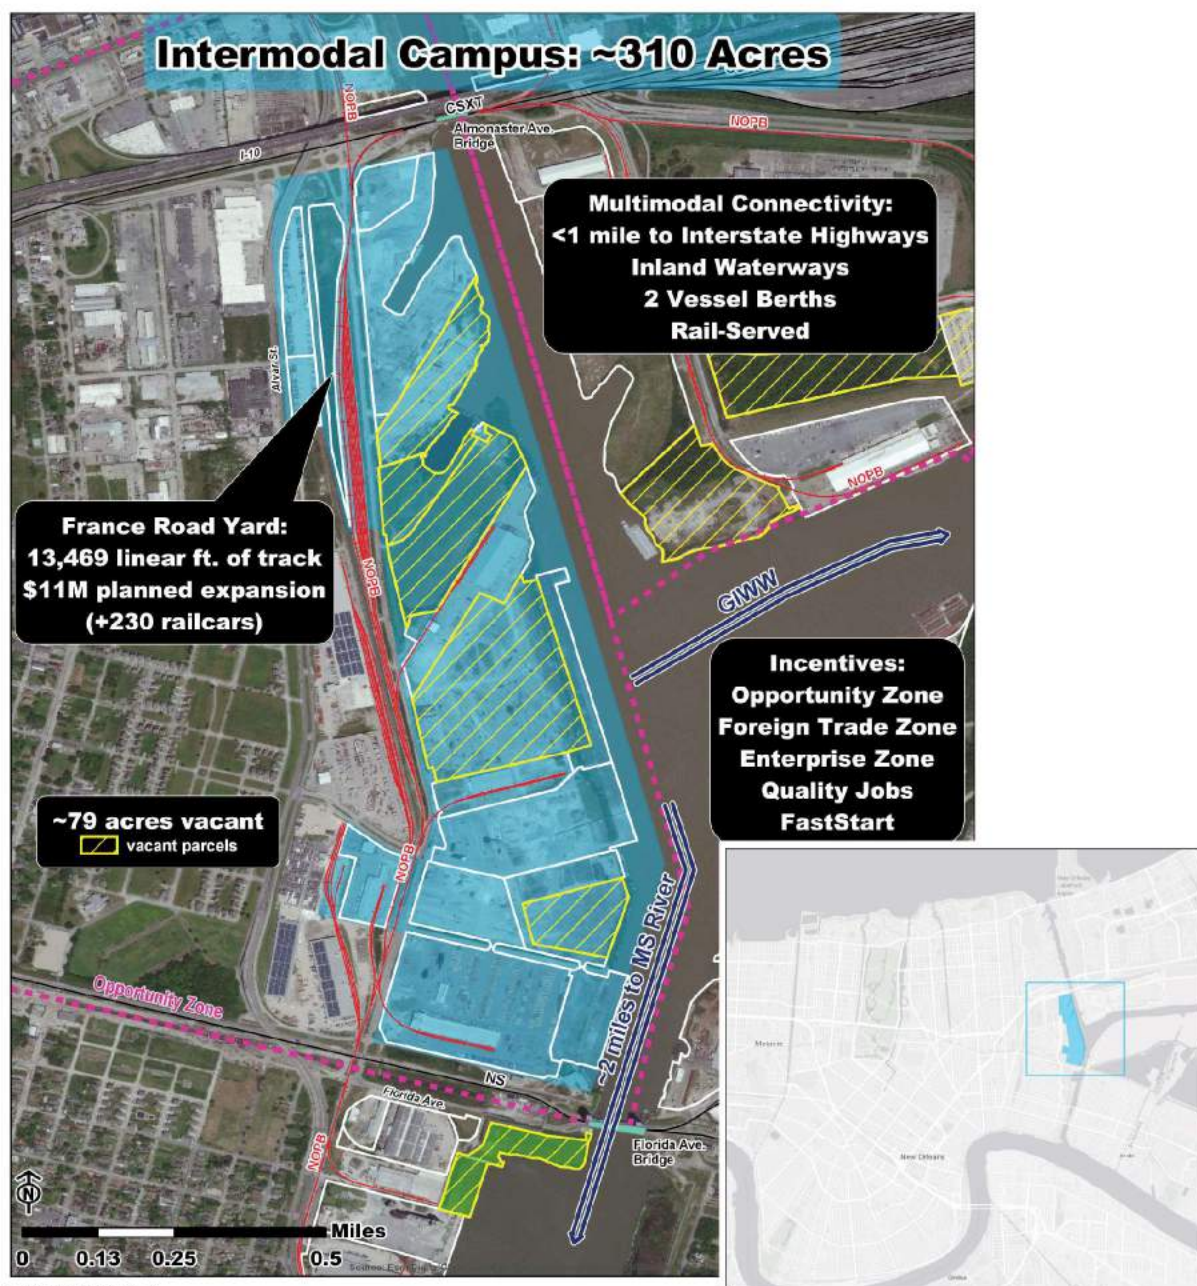 Intermodal Campus: ~310 Acres
NOPB
CSXT
Almonaster Ave.
Bridge
NOPB
I-10
Multimodal Connectivity:
<1 mile to Interstate Highways
Inland Waterways
2 Vessel Berths
Rail-Served
Alvar St.
NOPB
France Road Yard:
13,469 linear ft. of track
$11M planned expansion
(+230 railcars)
NOPB
GIWW
Incentives:
Opportunity Zone
Foreign Trade Zone
Enterprise Zone
Quality Jobs
FastStart
~79 acres vacant
vacant parcels
NOPB
~2 miles to MS River
Opportunity Zone
NS
Florida Ave.
Florida Ave.
Bridge
NOPB
N
Miles
0 0.13 0.25 0.5
New Orleans